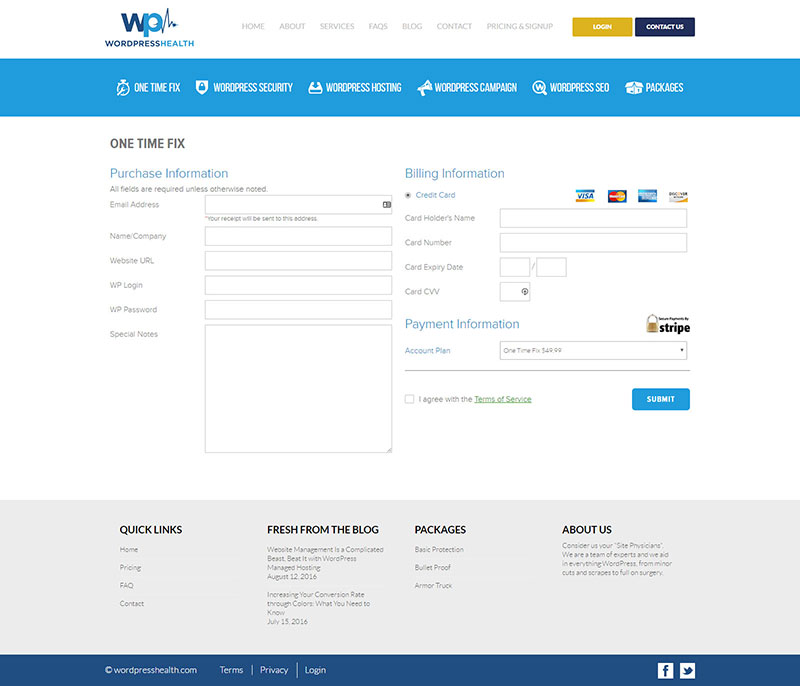 wp
WORDPRESSHEALTH
HOME ABOUT SERVICES FAQS BLOG CONTACT PRICING & SIGNUP LOGIN CONTACT US
ONE TIME FIX WORDPRESS SECURITY WORDPRESS HOSTING WORDPRESS CAMPAIGN WORDPRESS SEO PACKAGES
ONE TIME FIX
Purchase Information
All fields are required unless otherwise noted.
Email Address
*Your receipt will be sent to this address.
Name/Company
Website URL
WP Login
WP Password
Special Notes
Billing Information
Credit Card VISA MasterCard DISCOVER
Card Holder's Name
Card Number
Card Expiry Date /
Card CVV
Payment Information
Secure Payments By
stripe
Account Plan One Time Fix $49.99
I agree with the Terms of Service SUBMIT
QUICK LINKS
Home
Pricing
FAQ
Contact
FRESH FROM THE BLOG
Website Management Is a Complicated
Beast, Beat It with WordPress
Managed Hosting
August 12, 2016
Increasing Your Conversion Rate
through Colors: What You Need to
Know
July 15, 2016
PACKAGES
Basic Protection
Bullet Proof
Armor Truck
ABOUT US
Consider us your "Site Physicians".
We are a team of experts and we aid
in everything WordPress, from minor
cuts and scrapes to full on surgery.
© wordpresshealth.com Terms | Privacy | Login